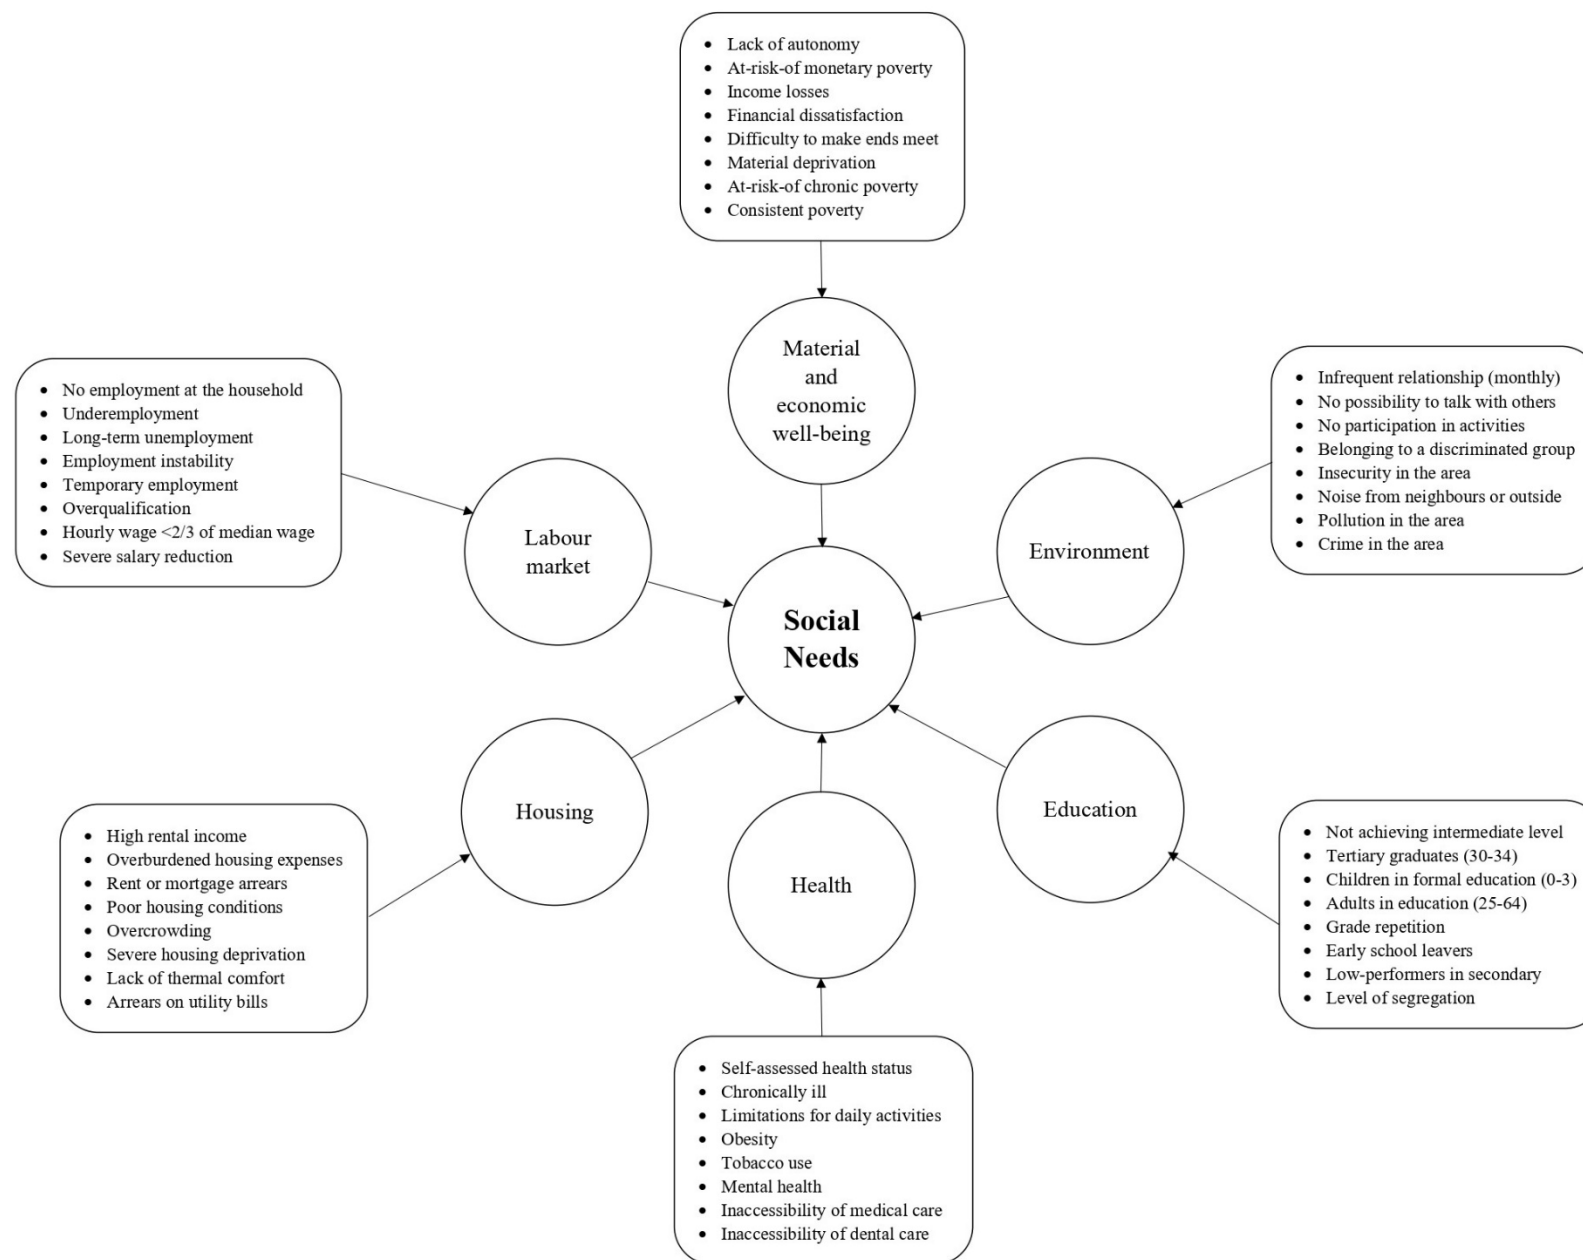 • Lack of autonomy
• At-risk-of monetary poverty
• Income losses
• Financial dissatisfaction
• Difficulty to make ends meet
• Material deprivation
• At-risk-of chronic poverty
• Consistent poverty
Material
and
economic
well-being
• No employment at the household
• Underemployment
• Long-term unemployment
• Employment instability
• Temporary employment
• Overqualification
• Hourly wage <2/3 of median wage
• Severe salary reduction
Labour
market
• Infrequent relationship (monthly)
• No possibility to talk with others
• No participation in activities
• Belonging to a discriminated group
• Insecurity in the area
• Noise from neighbours or outside
• Pollution in the area
• Crime in the area
Environment
Social
Needs
• High rental income
• Overburdened housing expenses
• Rent or mortgage arrears
• Poor housing conditions
• Overcrowding
• Severe housing deprivation
• Lack of thermal comfort
• Arrears on utility bills
Housing
Health
• Self-assessed health status
• Chronically ill
• Limitations for daily activities
• Obesity
• Tobacco use
• Mental health
• Inaccessibility of medical care
• Inaccessibility of dental care
Education
• Not achieving intermediate level
• Tertiary graduates (30-34)
• Children in formal education (0-3)
• Adults in education (25-64)
• Grade repetition
• Early school leavers
• Low-performers in secondary
• Level of segregation